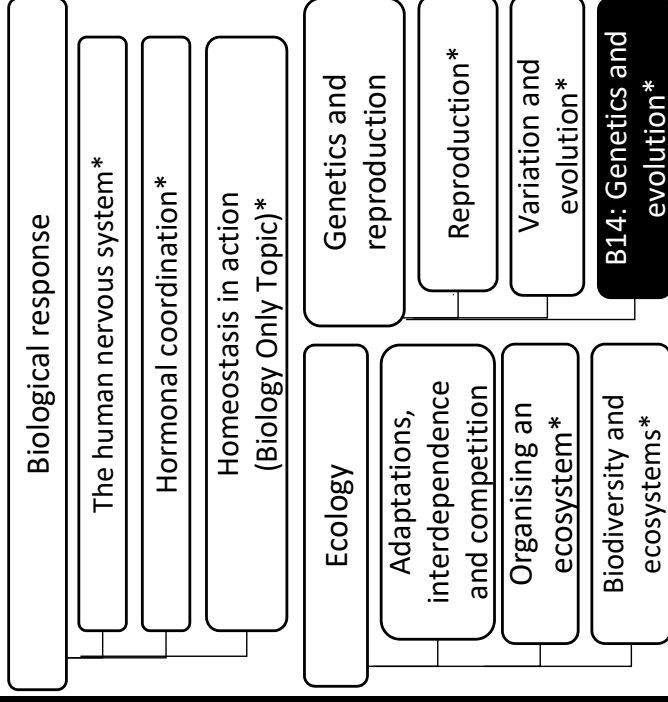 Biological response
The human nervous system*
Hormonal coordination*
Homeostasis in action
(Biology Only Topic)*
Ecology
Adaptations,
interdependence
and competition
Organising an
ecosystem*
Biodiversity and
ecosystems*
Genetics and
reproduction
Reproduction*
Variation and
evolution*
B14: Genetics and
evolution*